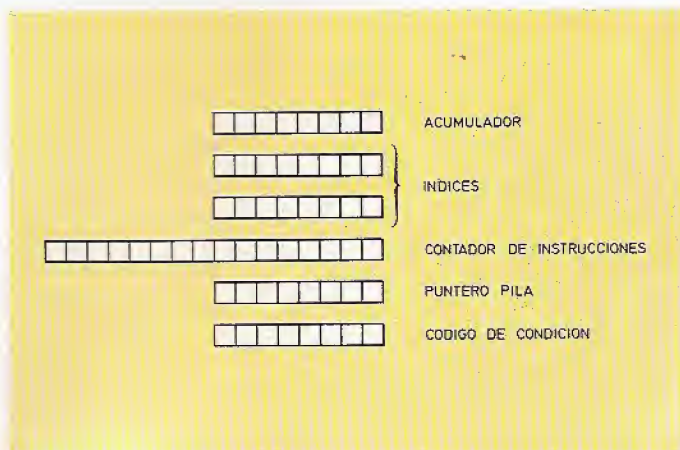 ACUMULADOR
INDICES
CONTADOR DE INSTRUCCIONES
PUNTERO PILA
CODIGO DE CONDICION